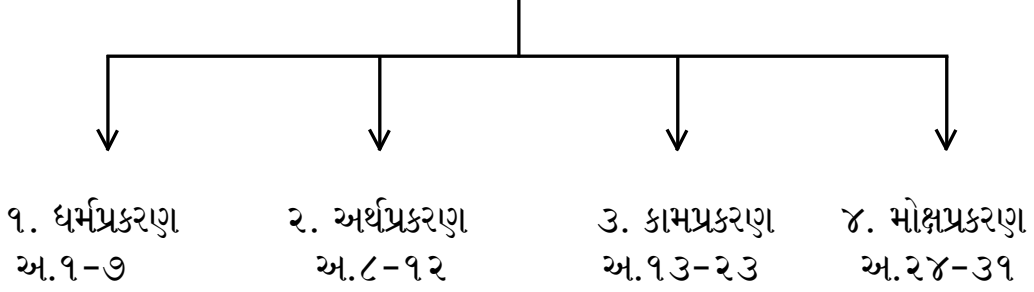 ૧. ધર્મપ્રકરણ ૨. અર્થપ્રકરણ ૩. કામપ્રકરણ ૪. મોક્ષપ્રકરણ
અ.૧-૭ અ.૮-૧૨ અ.૧૩-૨૩ અ.૨૪-૩૧